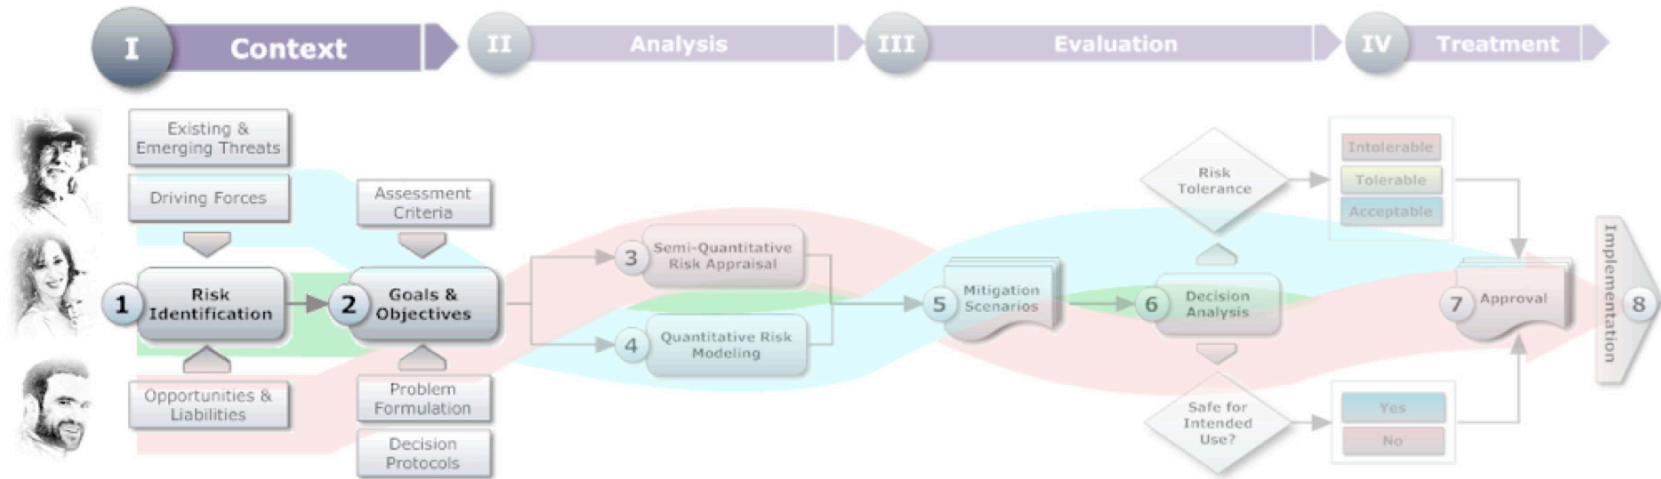 I
Context
II
Analysis
III
Evaluation
IV
Treatment
Existing &
Emerging Threats
Driving Forces
Opportunities &
Liabilities
1
Risk
Identification
Assessment
Criteria
2
Goals &
Objectives
Problem
Formulation
Decision
Protocols
3
Semi-Quantitative
Risk Appraisal
4
Quantitative Risk
Modeling
5
Mitigation
Scenarios
Risk
Tolerance
6
Decision
Analysis
Safe for
Intended
Use?
Intolerable
Tolerable
Acceptable
Yes
No
7
Approval
Implementation
8